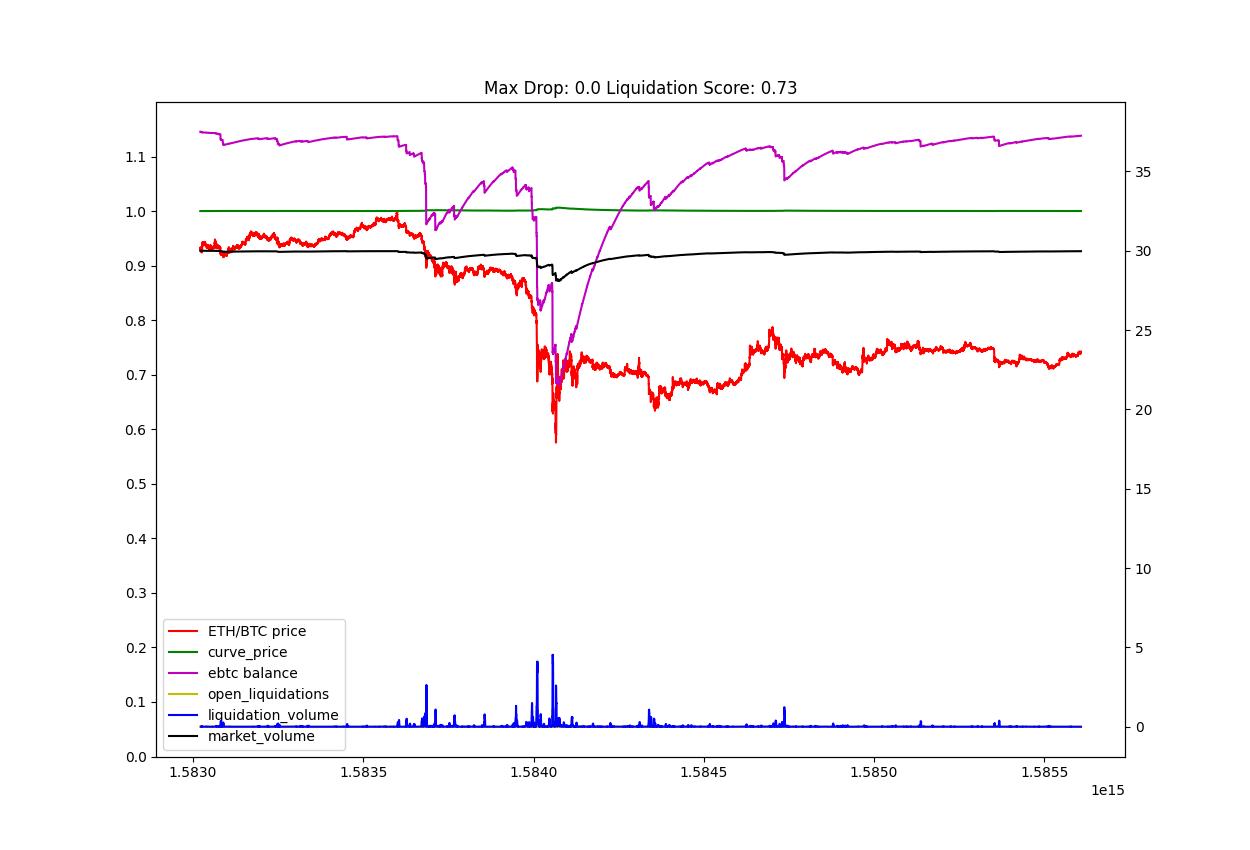 Max Drop: 0.0 Liquidation Score: 0.73
1.1
1.0
0.9
0.8
0.7
0.6
0.5
0.4
0.3
0.2
0.1
0.0
35
30
25
20
15
10
5
0
ETH/BTC price
curve_price
ebtc balance
open_liquidations
liquidation_volume
market_volume
1.5830 1.5835 1.5840 1.5845 1.5850 1.5855
1e15